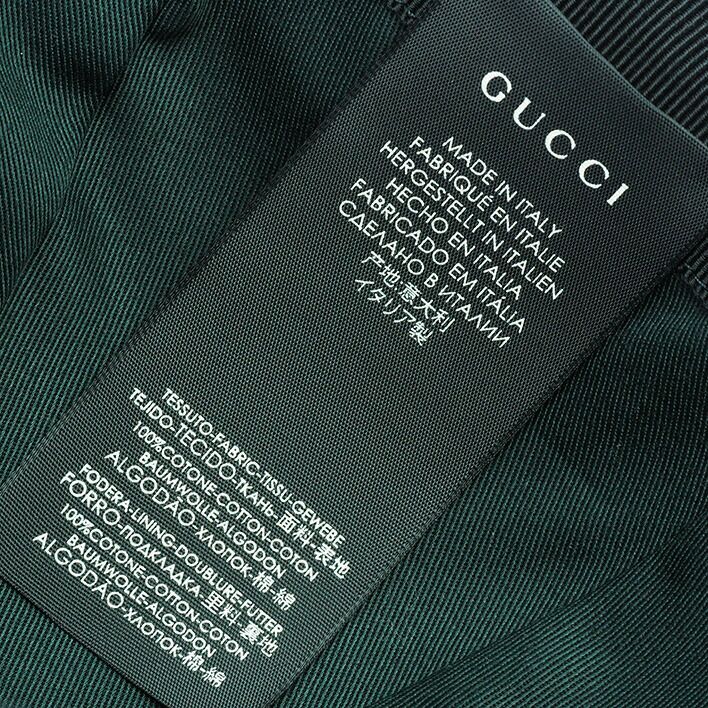 GUCCI
MADE IN ITALY
FABRIQUÉ EN ITALIE
HERGESTELLT IN ITALIEN
HECHO EN ITALIA
FABRICADO EM ITALIA
СДЕЛАНО В ИТАЛИИ
产地:意大利
イタリア製
TESSUTO-FABRIC-TISSU-GEWEBE
TEJIDO-TECIDO-ТКАНЬ-面料-表地
100%COTONE-COTTON-COTON
BAUMWOLLE-ALGODON
ALGODÃO-ХЛОПОК-棉-綿
FODERA-LINING-DOUBLURE-FUTTER
FORRO-ПОДКЛАДКА-里料-裏地
100%COTONE-COTTON-COTON
BAUMWOLLE-ALGODON
ALGODÃO-ХЛОПОК-棉-綿